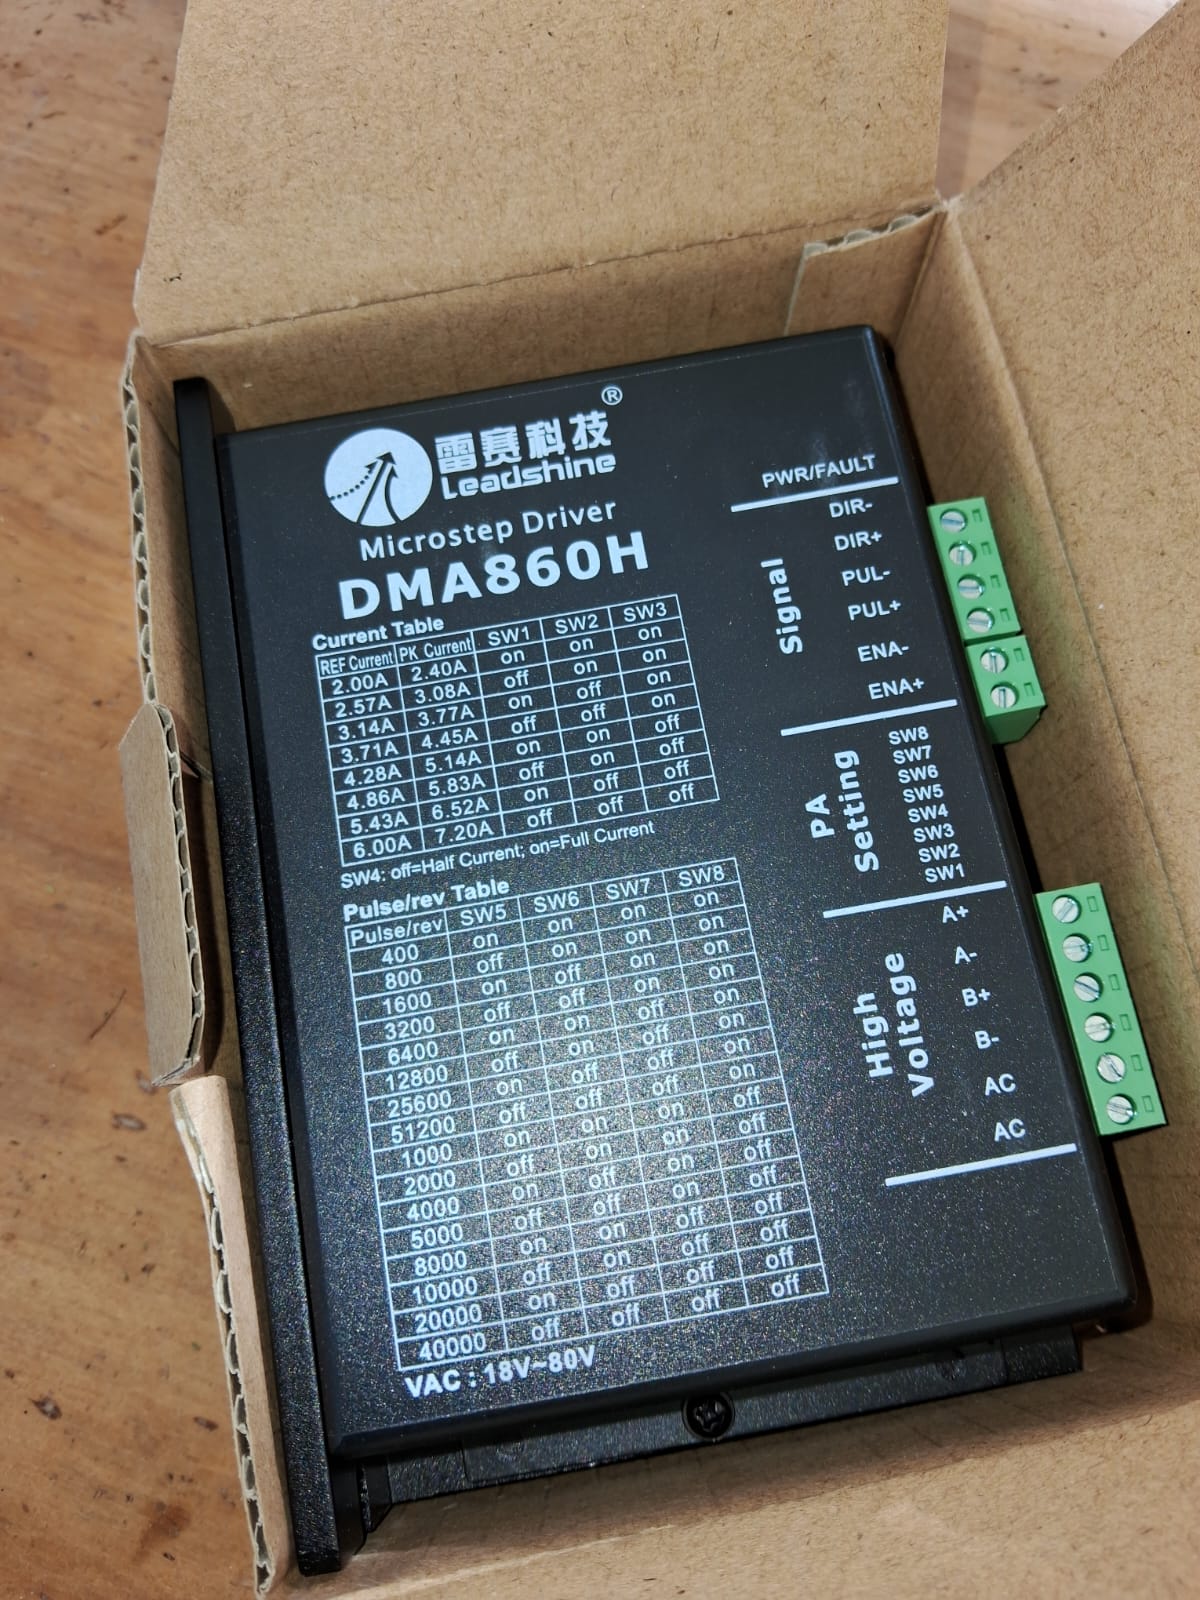 雷赛科技®
Leadshine
Microstep Driver
DMA860H
Current Table
REF Current PK Current SW1 SW2 SW3
2.00A 2.40A on on on
2.57A 3.08A off on on
3.14A 3.77A on off on
3.71A 4.45A off off on
4.28A 5.14A on on off
4.86A 5.83A off on off
5.43A 6.52A on off off
6.00A 7.20A off off off
SW4: off=Half Current; on=Full Current
Pulse/rev Table
Pulse/rev SW5 SW6 SW7 SW8
400 on on on on
800 off on on on
1600 on off on on
3200 off off on on
6400 on on off on
12800 off on off on
25600 on off off on
51200 off off off on
1000 on on on off
2000 off on on off
4000 on off on off
5000 off off on off
8000 on on off off
10000 off on off off
20000 on off off off
40000 off off off off
VAC : 18V~80V
PWR/FAULT
Signal
DIR-
DIR+
PUL-
PUL+
ENA-
ENA+
PA
Setting
SW8
SW7
SW6
SW5
SW4
SW3
SW2
SW1
High
Voltage
A+
A-
B+
B-
AC
AC